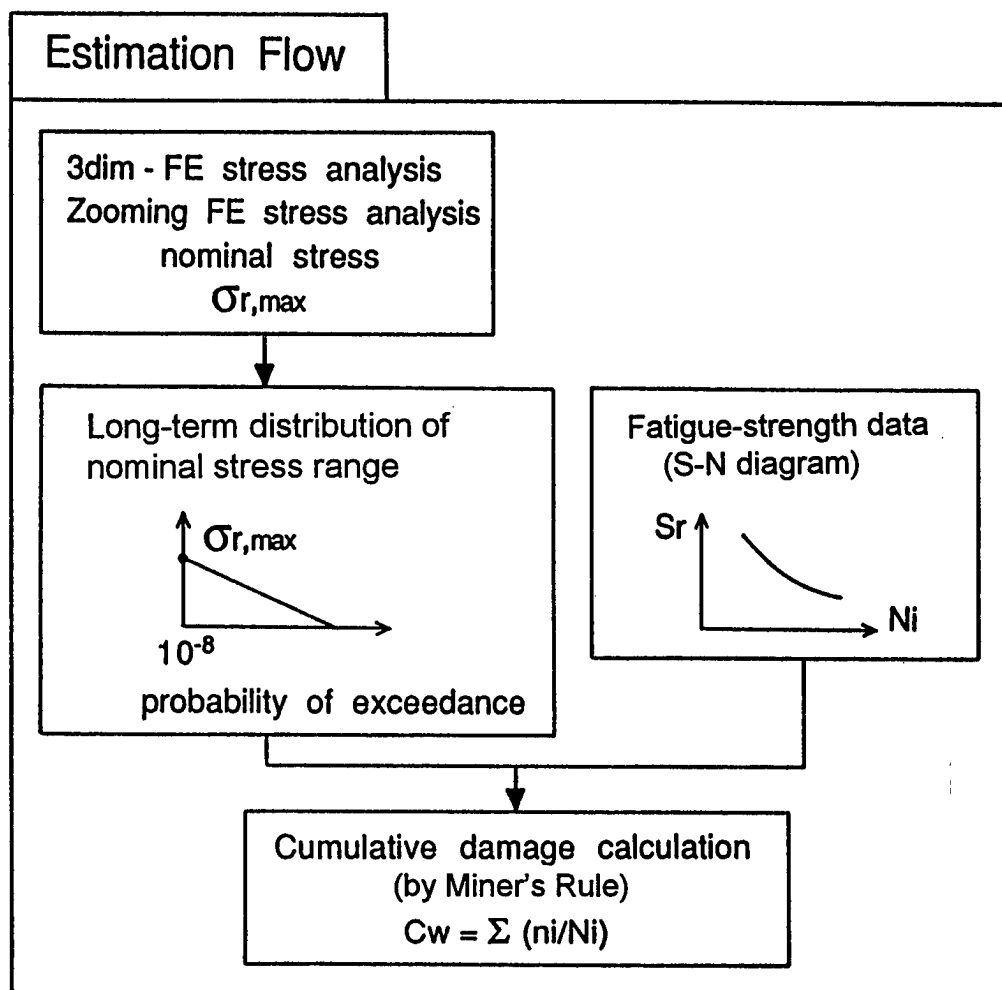 Estimation Flow
3dim - FE stress analysis
Zooming FE stress analysis
nominal stress
σr,max
Long-term distribution of
nominal stress range
σr,max
10⁻⁸
probability of exceedance
Fatigue-strength data
(S-N diagram)
Sr
Ni
Cumulative damage calculation
(by Miner's Rule)
Cw = Σ (ni/Ni)